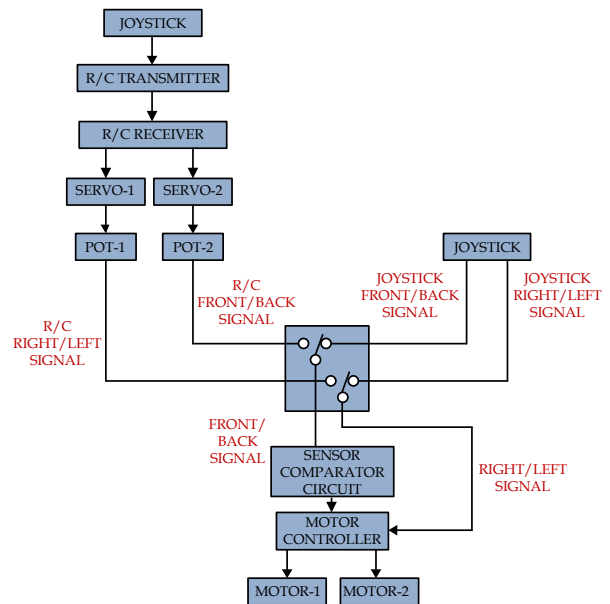 JOYSTICK
R/C TRANSMITTER
R/C RECEIVER
SERVO-1
SERVO-2
POT-1
POT-2
JOYSTICK
R/C
FRONT/BACK
SIGNAL
JOYSTICK
FRONT/BACK
SIGNAL
JOYSTICK
RIGHT/LEFT
SIGNAL
R/C
RIGHT/LEFT
SIGNAL
FRONT/
BACK
SIGNAL
SENSOR
COMPARATOR
CIRCUIT
RIGHT/LEFT
SIGNAL
MOTOR
CONTROLLER
MOTOR-1
MOTOR-2